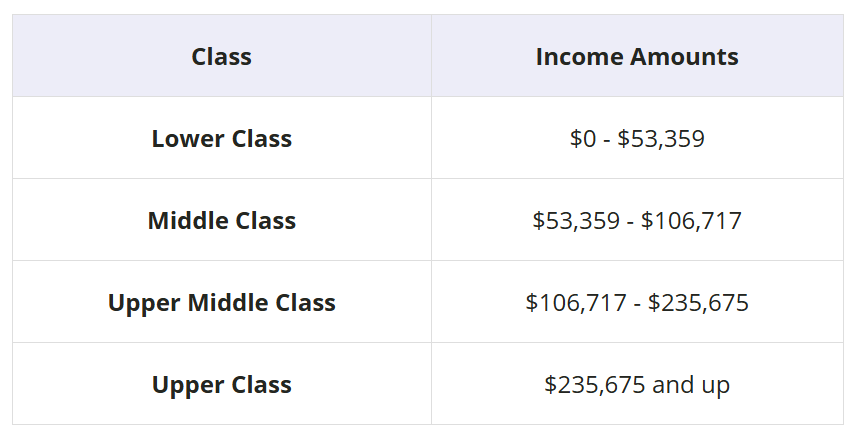 Class Income Amounts
Lower Class $0 - $53,359
Middle Class $53,359 - $106,717
Upper Middle Class $106,717 - $235,675
Upper Class $235,675 and up